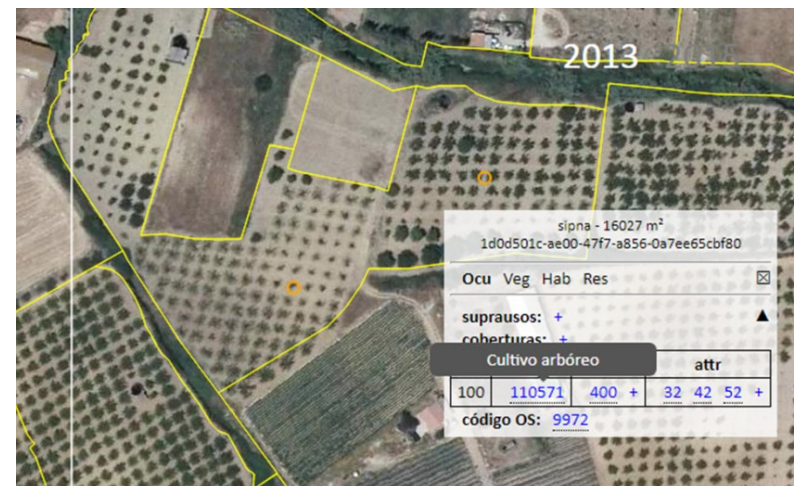 2013
sipna - 16027 m²
1d0d501c-ae00-47f7-a856-0a7ee65cbf80
Ocu Veg Hab Res
suprausos: +
coberturas: +
Cultivo arbóreo
attr
100 110571 400 + 32 42 52 +
código OS: 9972